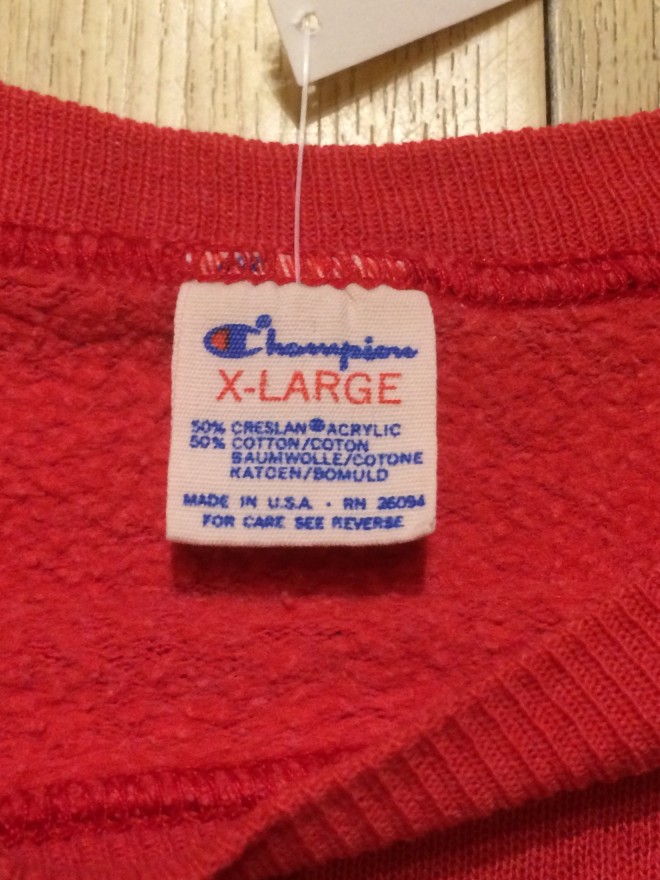 Champion
X-LARGE
50% CRESLAN® ACRYLIC
50% COTTON/COTON
BAUMWOLLE/COTONE
KATOEN/BOMULD
MADE IN U.S.A. · RN 26094
FOR CARE SEE REVERSE